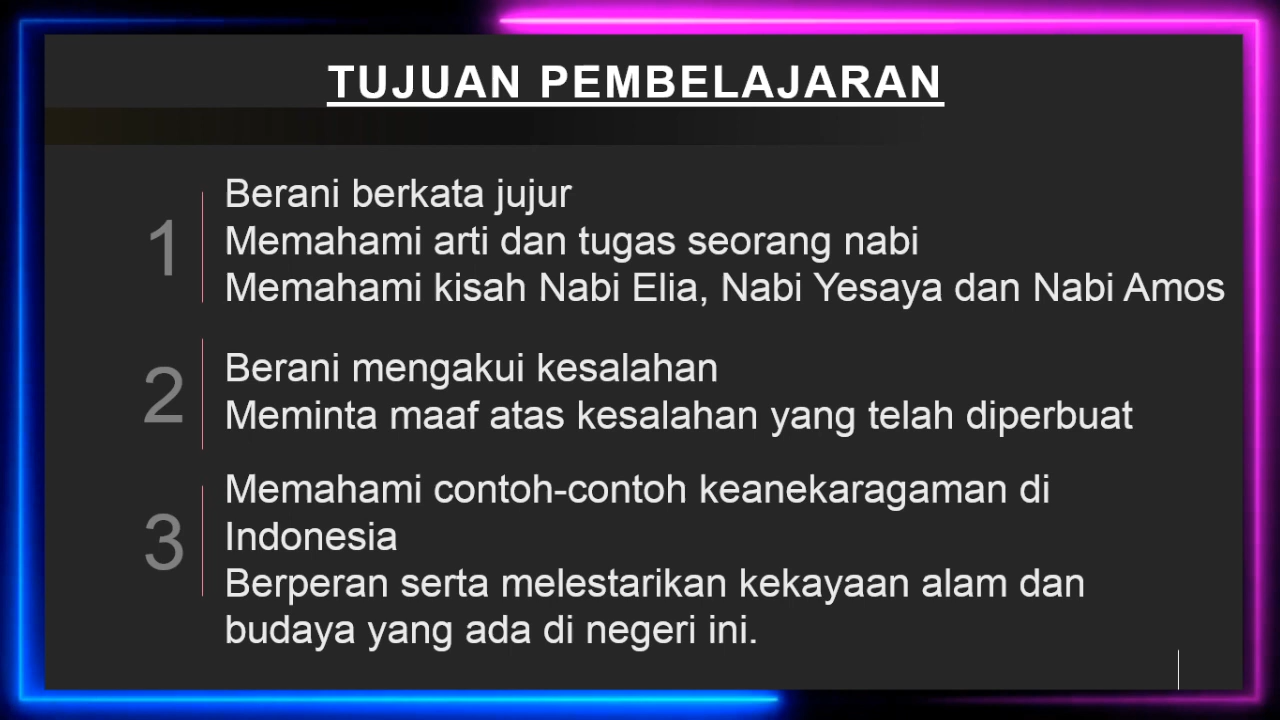 TUJUAN PEMBELAJARAN
1
Berani berkata jujur
Memahami arti dan tugas seorang nabi
Memahami kisah Nabi Elia, Nabi Yesaya dan Nabi Amos
2
Berani mengakui kesalahan
Meminta maaf atas kesalahan yang telah diperbuat
3
Memahami contoh-contoh keanekaragaman di
Indonesia
Berperan serta melestarikan kekayaan alam dan
budaya yang ada di negeri ini.